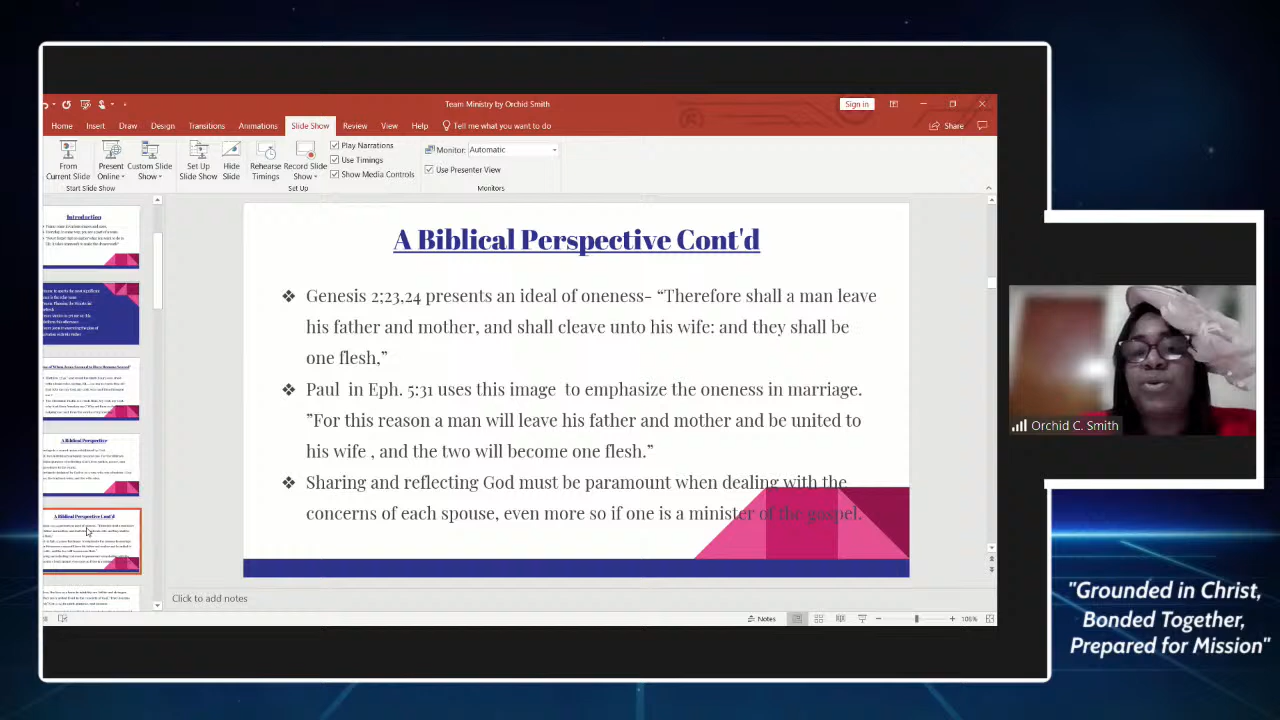 Team Ministry by Orchid Smith
Sign in
Home Insert Draw Design Transitions Animations Slide Show Review View Help Tell me what you want to do
Share
From Current Slide
Present Online
Custom Slide Show
Set Up Slide Show
Hide Slide
Rehearse Timings
Record Slide Show
Play Narrations
Use Timings
Show Media Controls
Monitor: Automatic
Use Presenter View
Start Slide Show
Set Up
Monitors
Introduction
A Biblical Perspective
A Biblical Perspective Cont'd
A Biblical Perspective Cont'd
❖ Genesis 2;23,24 presents an ideal of oneness- “Therefore shall a man leave
his father and mother, and shall cleave unto his wife: and they shall be
one flesh,”
❖ Paul in Eph. 5:31 uses this image to emphasize the oneness in marriage.
”For this reason a man will leave his father and mother and be united to
his wife , and the two will become one flesh.”
❖ Sharing and reflecting God must be paramount when dealing with the
concerns of each spouse even more so if one is a minister of the gospel.
Click to add notes
Notes
108%
Orchid C. Smith
"Grounded in Christ,
Bonded Together,
Prepared for Mission"